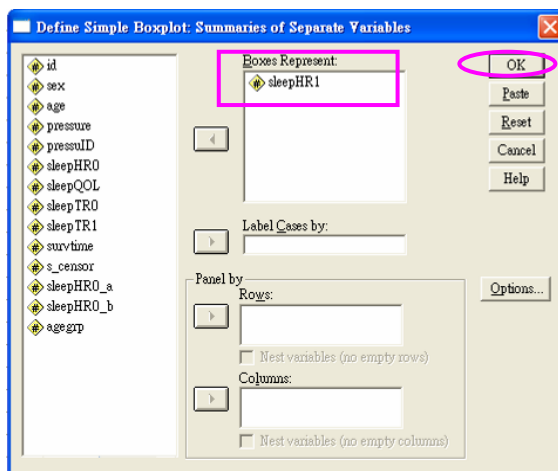 Define Simple Boxplot: Summaries of Separate Variables
id
sex
age
pressure
pressuID
sleepHR0
sleepQOL
sleepTR0
sleepTR1
survtime
s_censor
sleepHR0_a
sleepHR0_b
agegrp
Boxes Represent:
sleepHR1
Label Cases by:
Panel by
Rows:
Nest variables (no empty rows)
Columns:
Nest variables (no empty columns)
OK
Paste
Reset
Cancel
Help
Options...